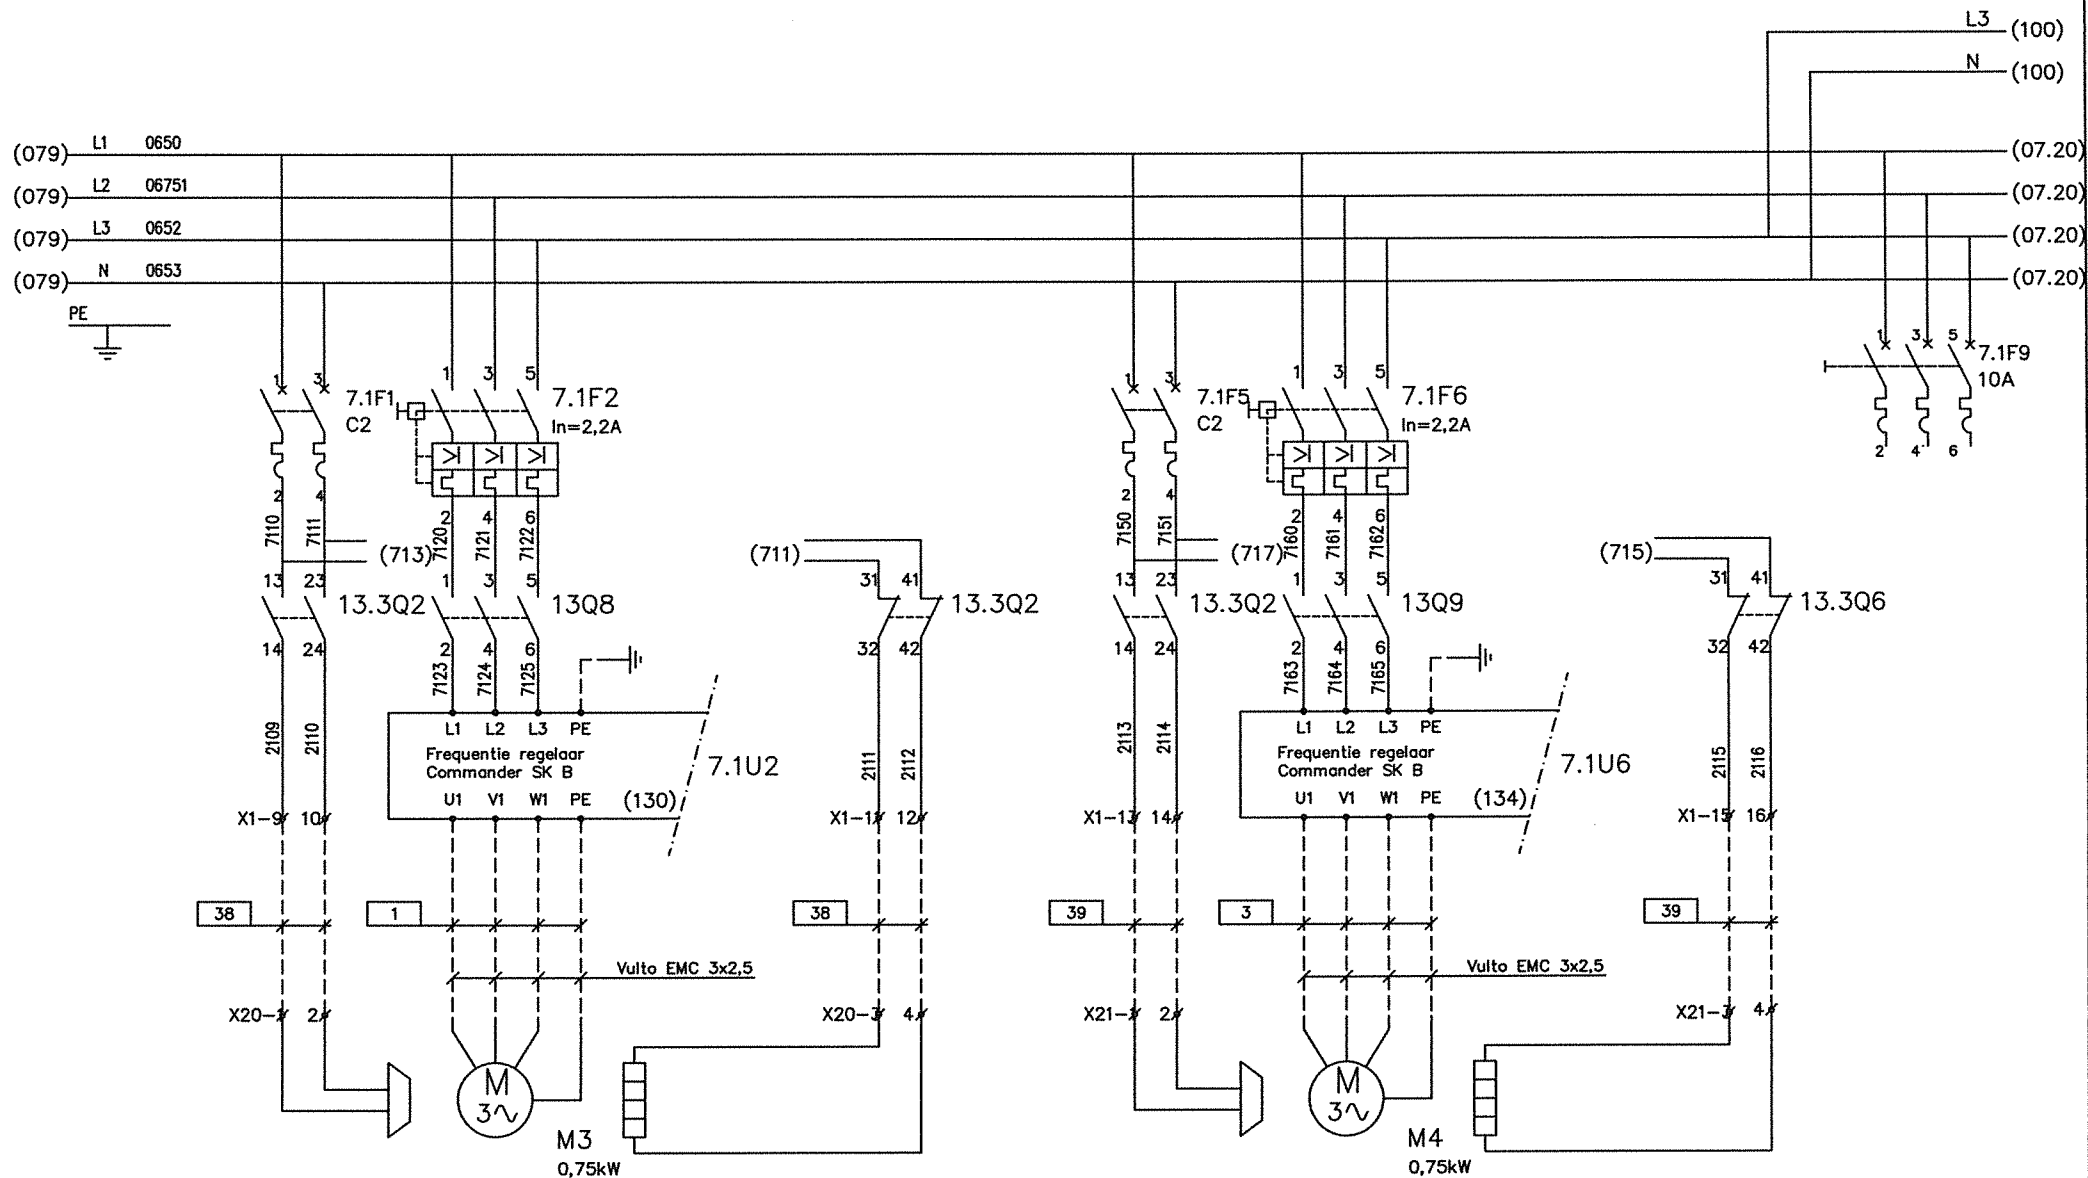 L3 (100)
N (100)
(079) L1 0650 (07.20)
(079) L2 06751 (07.20)
(079) L3 0652 (07.20)
(079) N 0653 (07.20)
PE
1 3 5 7.1F9
10A
2 4 6
1 3 7.1F1
C2
2 4
1 3 5 7.1F2
In=2,2A
2 4 6
1 3 7.1F5
C2
2 4
1 3 5 7.1F6
In=2,2A
2 4 6
7110 7111 (713) 7120 7121 7122
(711)
7150 7151 (717) 7160 7161 7162
(715)
13 23 13.3Q2
14 24
1 3 5 13Q8
2 4 6
31 41 13.3Q2
32 42
13 23 13.3Q2
14 24
1 3 5 13Q9
2 4 6
31 41 13.3Q6
32 42
7123 7124 7125
7163 7164 7165
2109 2110
L1 L2 L3 PE
Frequentie regelaar
Commander SK B
7.1U2
U1 V1 W1 PE (130)
2111 2112
2113 2114
L1 L2 L3 PE
Frequentie regelaar
Commander SK B
7.1U6
U1 V1 W1 PE (134)
2115 2116
X1-9 10
X1-11 12
X1-13 14
X1-15 16
38 1 38 39 3 39
Vulto EMC 3x2,5
Vulto EMC 3x2,5
X20-1 2
X20-3 4
X21-1 2
X21-3 4
M
3~
M3
0,75kW
M
3~
M4
0,75kW